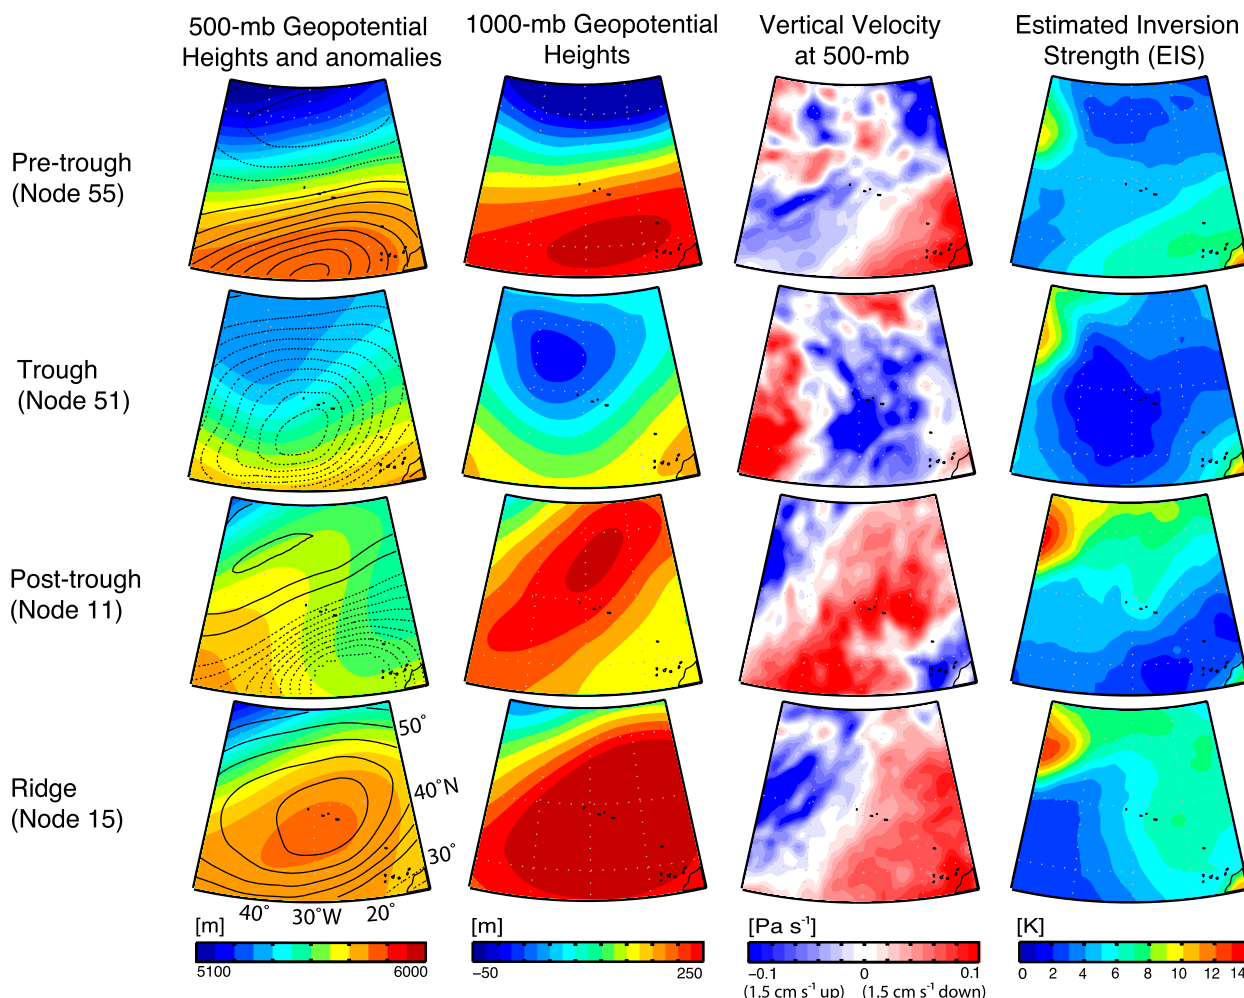 500-mb Geopotential
Heights and anomalies
1000-mb Geopotential
Heights
Vertical Velocity
at 500-mb
Estimated Inversion
Strength (EIS)
Pre-trough
(Node 55)
Trough
(Node 51)
Post-trough
(Node 11)
Ridge
(Node 15)
50˚
40˚N
30˚
40˚ 30˚W 20˚
[m]
5100 6000
[m]
−50 250
[Pa s⁻¹]
−0.1 0 0.1
(1.5 cm s⁻¹ up) (1.5 cm s⁻¹ down)
[K]
0 2 4 6 8 10 12 14